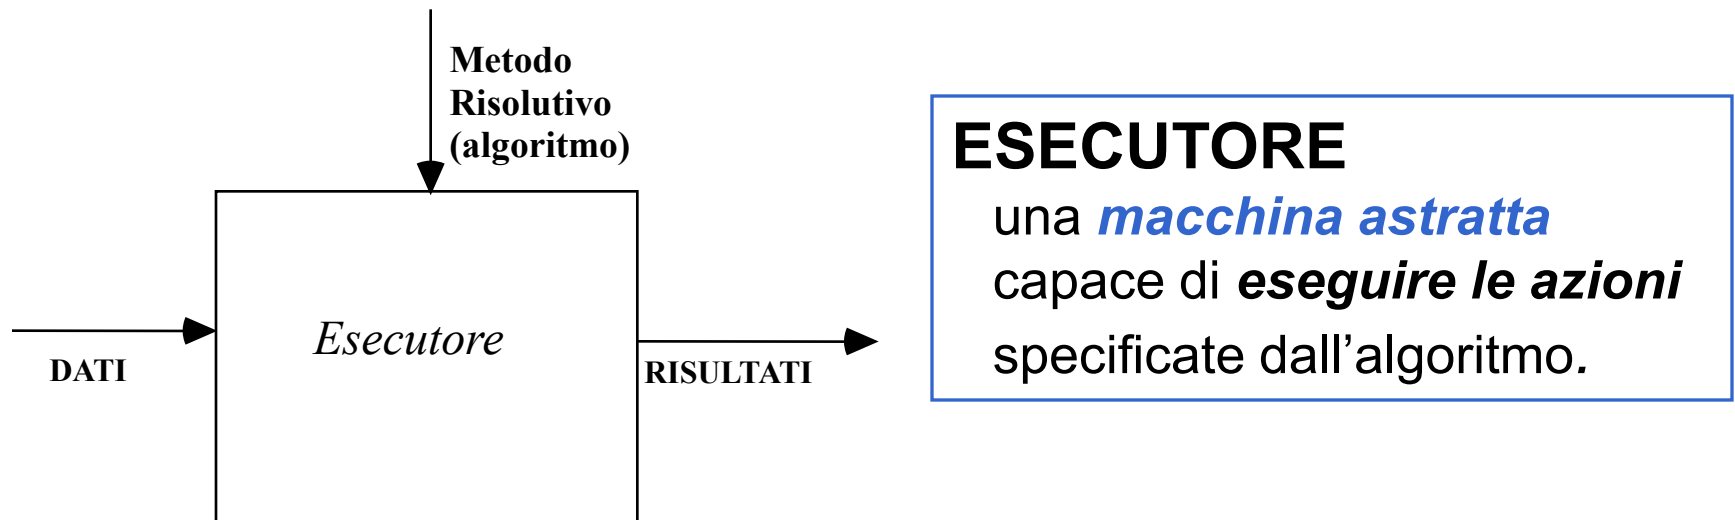 Metodo
Risolutivo
(algoritmo)
Esecutore
DATI
RISULTATI
ESECUTORE
una macchina astratta
capace di eseguire le azioni
specificate dall’algoritmo.